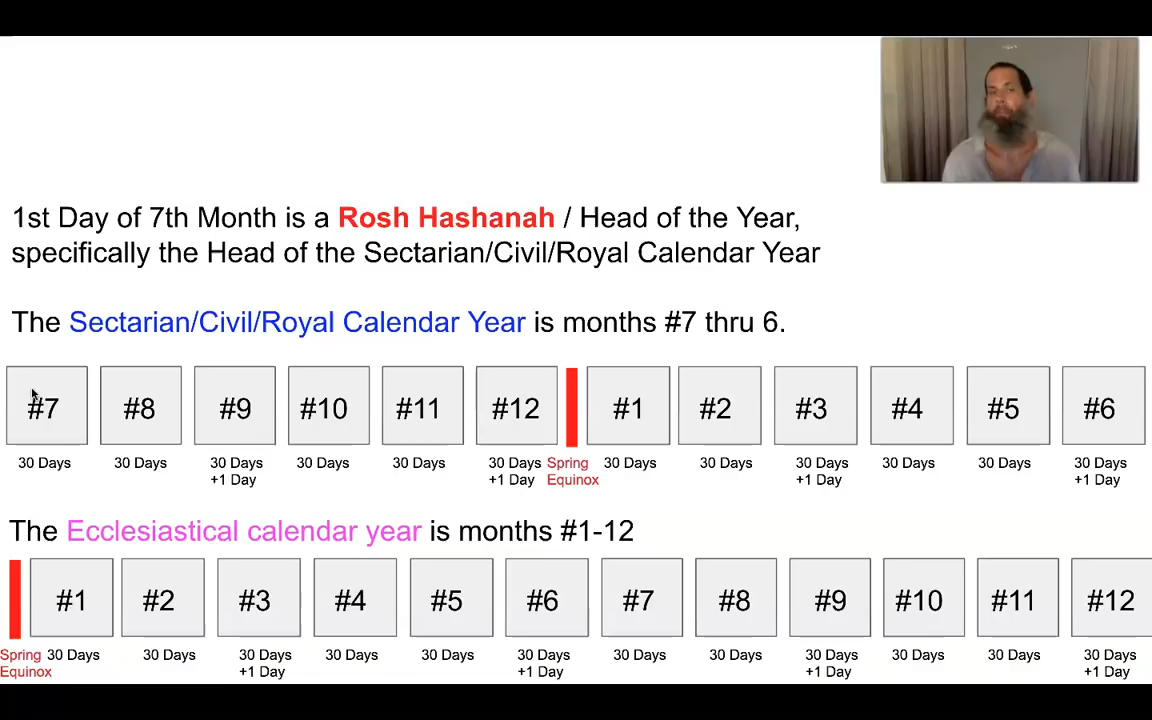 1st Day of 7th Month is a Rosh Hashanah / Head of the Year,
specifically the Head of the Sectarian/Civil/Royal Calendar Year
The Sectarian/Civil/Royal Calendar Year is months #7 thru 6.
#7 #8 #9 #10 #11 #12 #1 #2 #3 #4 #5 #6
30 Days 30 Days 30 Days 30 Days 30 Days 30 Days Spring 30 Days 30 Days 30 Days 30 Days 30 Days 30 Days
+1 Day +1 Day Equinox +1 Day +1 Day
The Ecclesiastical calendar year is months #1-12
#1 #2 #3 #4 #5 #6 #7 #8 #9 #10 #11 #12
Spring 30 Days 30 Days 30 Days 30 Days 30 Days 30 Days 30 Days 30 Days 30 Days 30 Days 30 Days 30 Days
Equinox +1 Day +1 Day +1 Day +1 Day